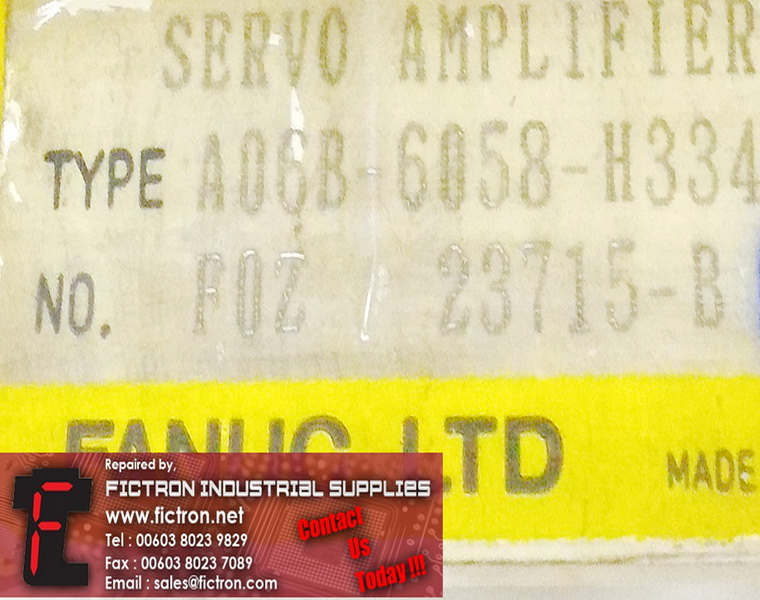 SERVO AMPLIFIER
TYPE A06B-6058-H334
NO. F0Z 23715-B
FANUC LTD
MADE
Repaired by,
FICTRON INDUSTRIAL SUPPLIES
www.fictron.net
Tel : 00603 8023 9829
Fax : 00603 8023 7089
Email : sales@fictron.com
Contact
Us
Today !!!